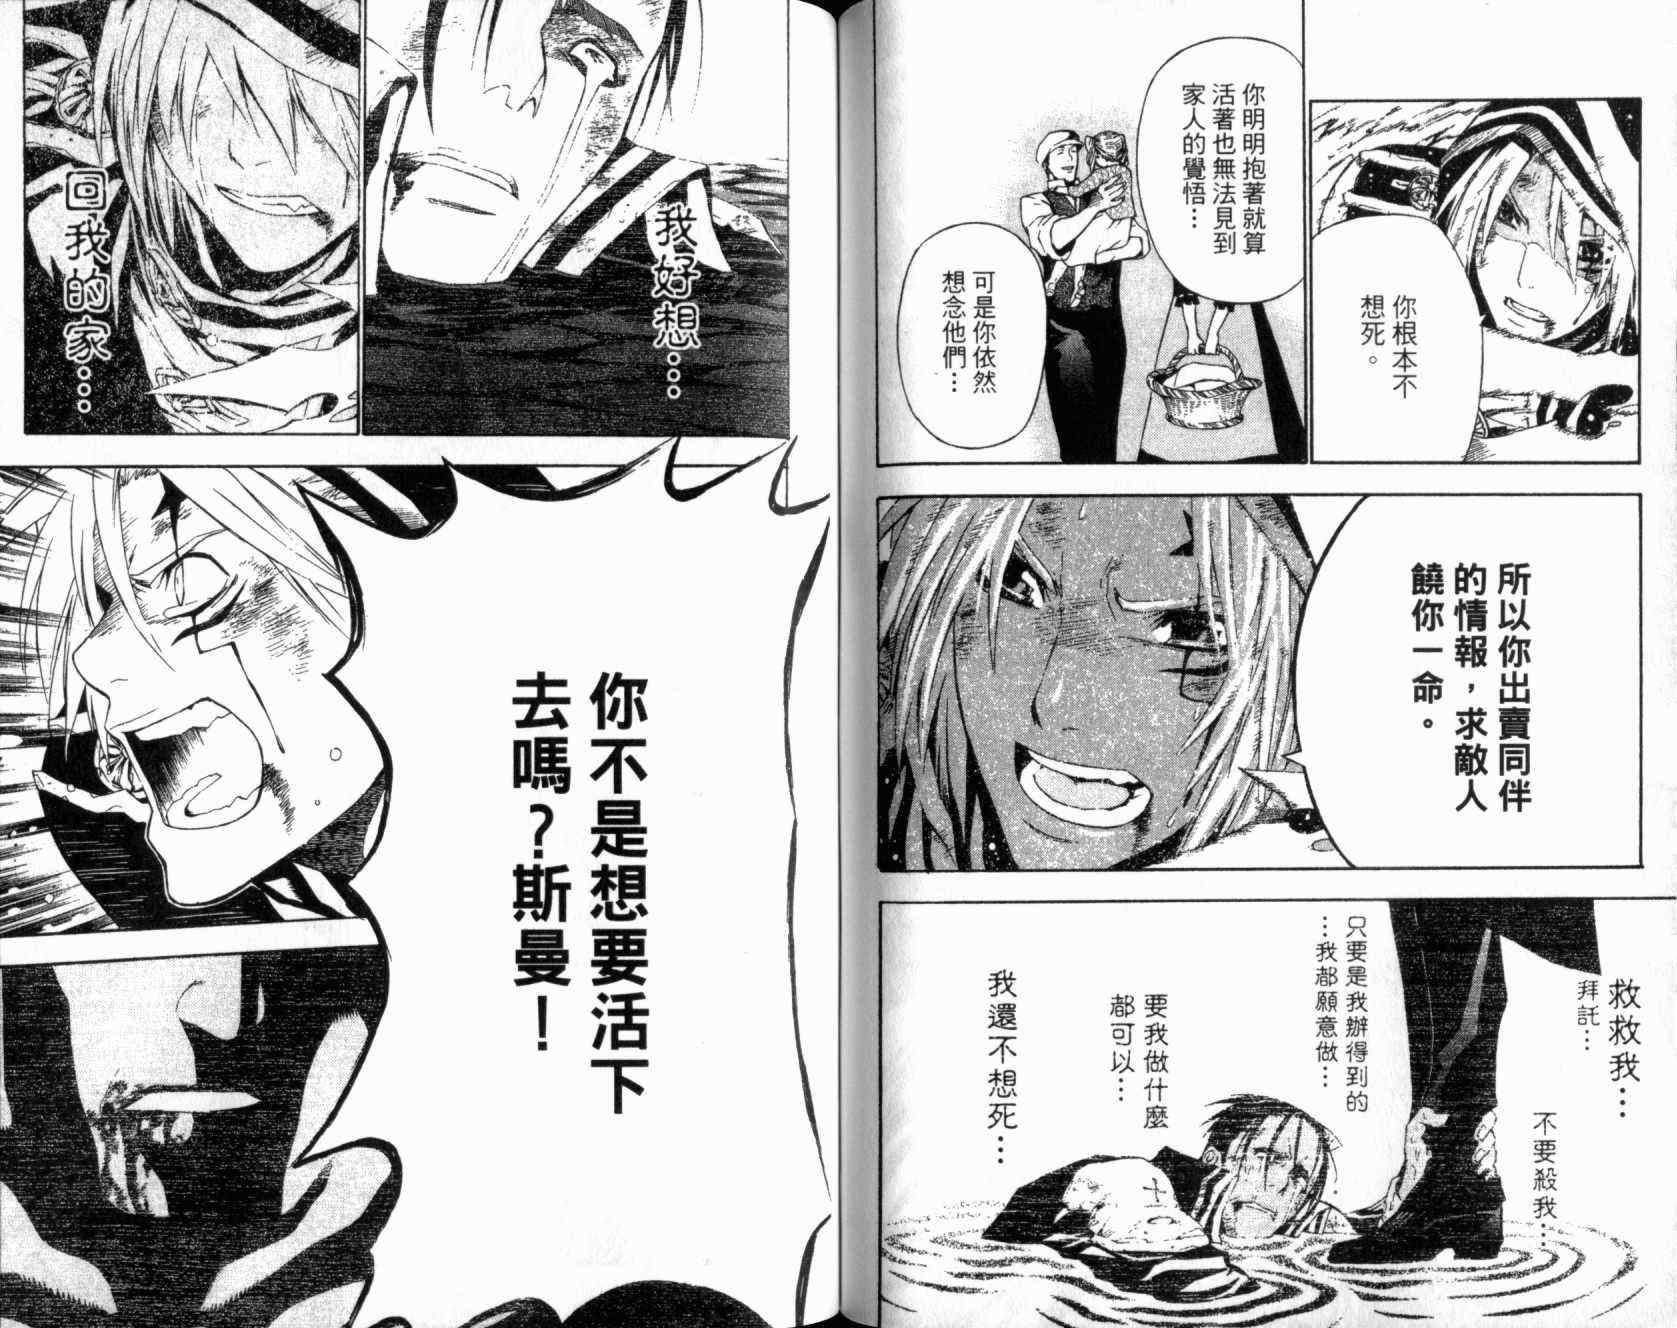 你根本不
想死。
你明明抱著就算
活著也無法見到
家人的覺悟…
可是你依然
想念他們…
所以你出賣同伴
的情報，求敵人
饒你一命。
救救我…
拜託…
不要殺我…
只要是我辦得到的
…我都願意做…
要我做什麼
都可以…
我還不想死…
我好想…
回我的家…
你不是想要活下
去嗎？斯曼！